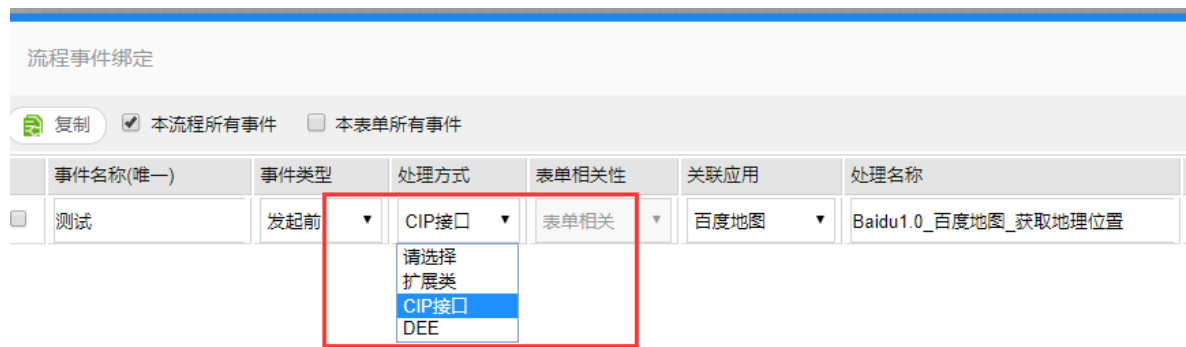 流程事件绑定
复制 本流程所有事件 本表单所有事件
事件名称(唯一) 事件类型 处理方式 表单相关性 关联应用 处理名称
测试 发起前 CIP接口 表单相关 百度地图 Baidu1.0_百度地图_获取地理位置
请选择
扩展类
CIP接口
DEE